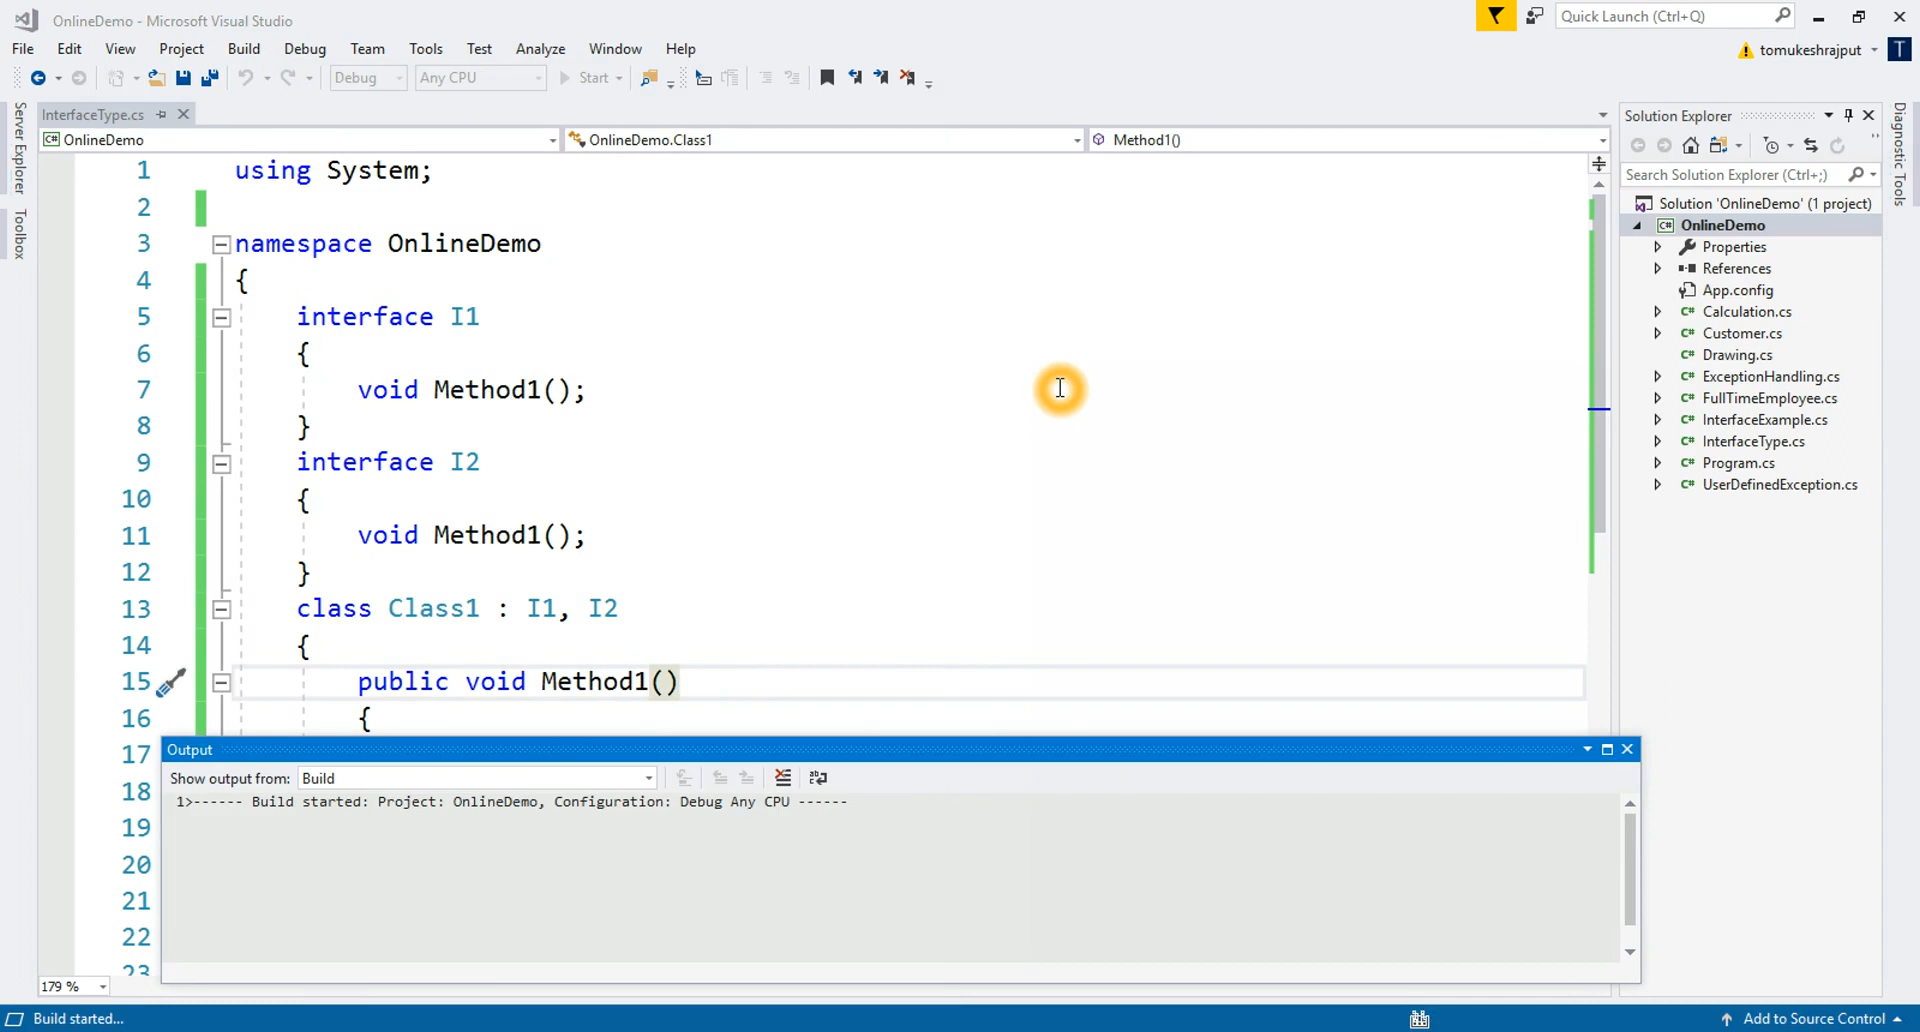 OnlineDemo - Microsoft Visual Studio
Quick Launch (Ctrl+Q)
File Edit View Project Build Debug Team Tools Test Analyze Window Help
tomukeshrajput T
Debug Any CPU Start
Server Explorer
Toolbox
InterfaceType.cs
C# OnlineDemo OnlineDemo.Class1 Method1()
1 using System;
2
3 namespace OnlineDemo
4 {
5 interface I1
6 {
7 void Method1();
8 }
9 interface I2
10 {
11 void Method1();
12 }
13 class Class1 : I1, I2
14 {
15 public void Method1()
16 {
17
18
19
20
21
22
23
Output
Show output from: Build
1>------ Build started: Project: OnlineDemo, Configuration: Debug Any CPU ------
179 %
Solution Explorer
Search Solution Explorer (Ctrl+;)
Solution 'OnlineDemo' (1 project)
C# OnlineDemo
Properties
References
App.config
C# Calculation.cs
C# Customer.cs
C# Drawing.cs
C# ExceptionHandling.cs
C# FullTimeEmployee.cs
C# InterfaceExample.cs
C# InterfaceType.cs
C# Program.cs
C# UserDefinedException.cs
Diagnostic Tools
Build started...
Add to Source Control